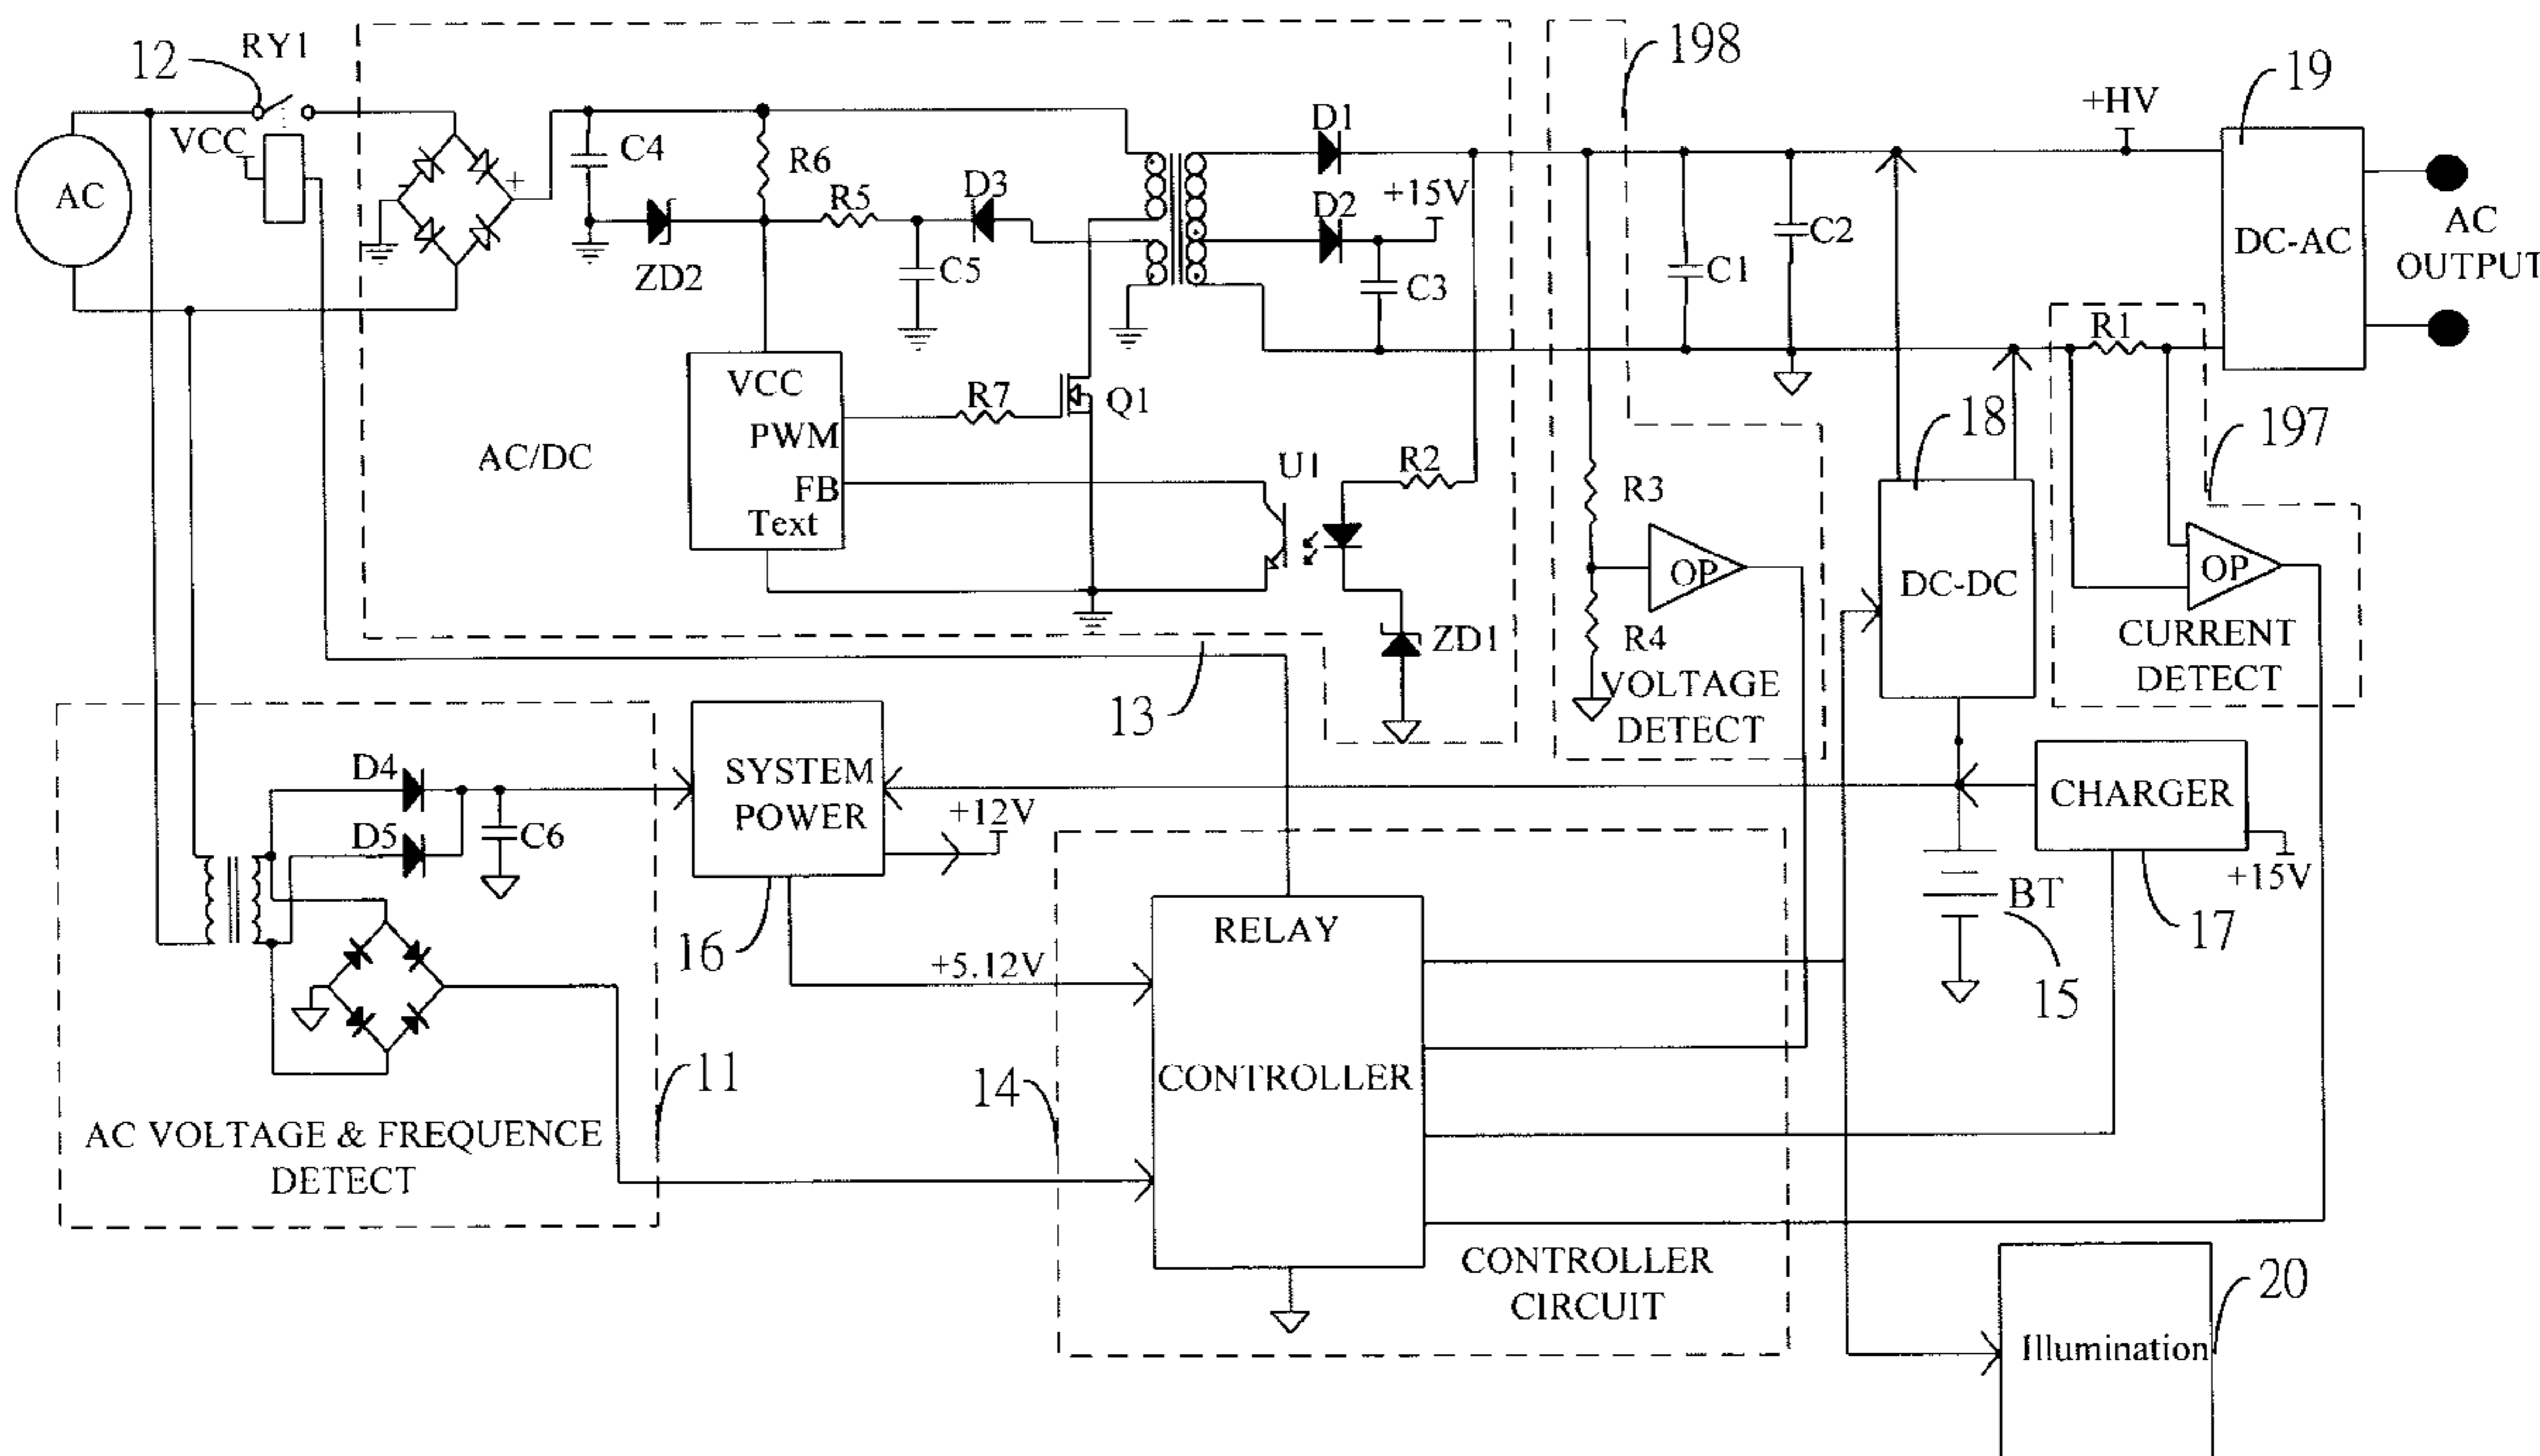 12
RY1
198
19
+HV
VCC
AC
C4
R6
R5
D3
ZD2
C5
+
D1
D2
+15V
C3
C1
C2
DC-AC
AC
OUTPUT
R1
18
197
VCC
PWM
FB
Text
R7
Q1
AC/DC
U1
R2
ZD1
R3
R4
OP
VOLTAGE
DETECT
DC-DC
OP
CURRENT
DETECT
13
D4
D5
C6
SYSTEM
POWER
+12V
16
CHARGER
+15V
17
BT
15
+5.12V
RELAY
CONTROLLER
14
11
AC VOLTAGE & FREQUENCE
DETECT
CONTROLLER
CIRCUIT
20
Illumination